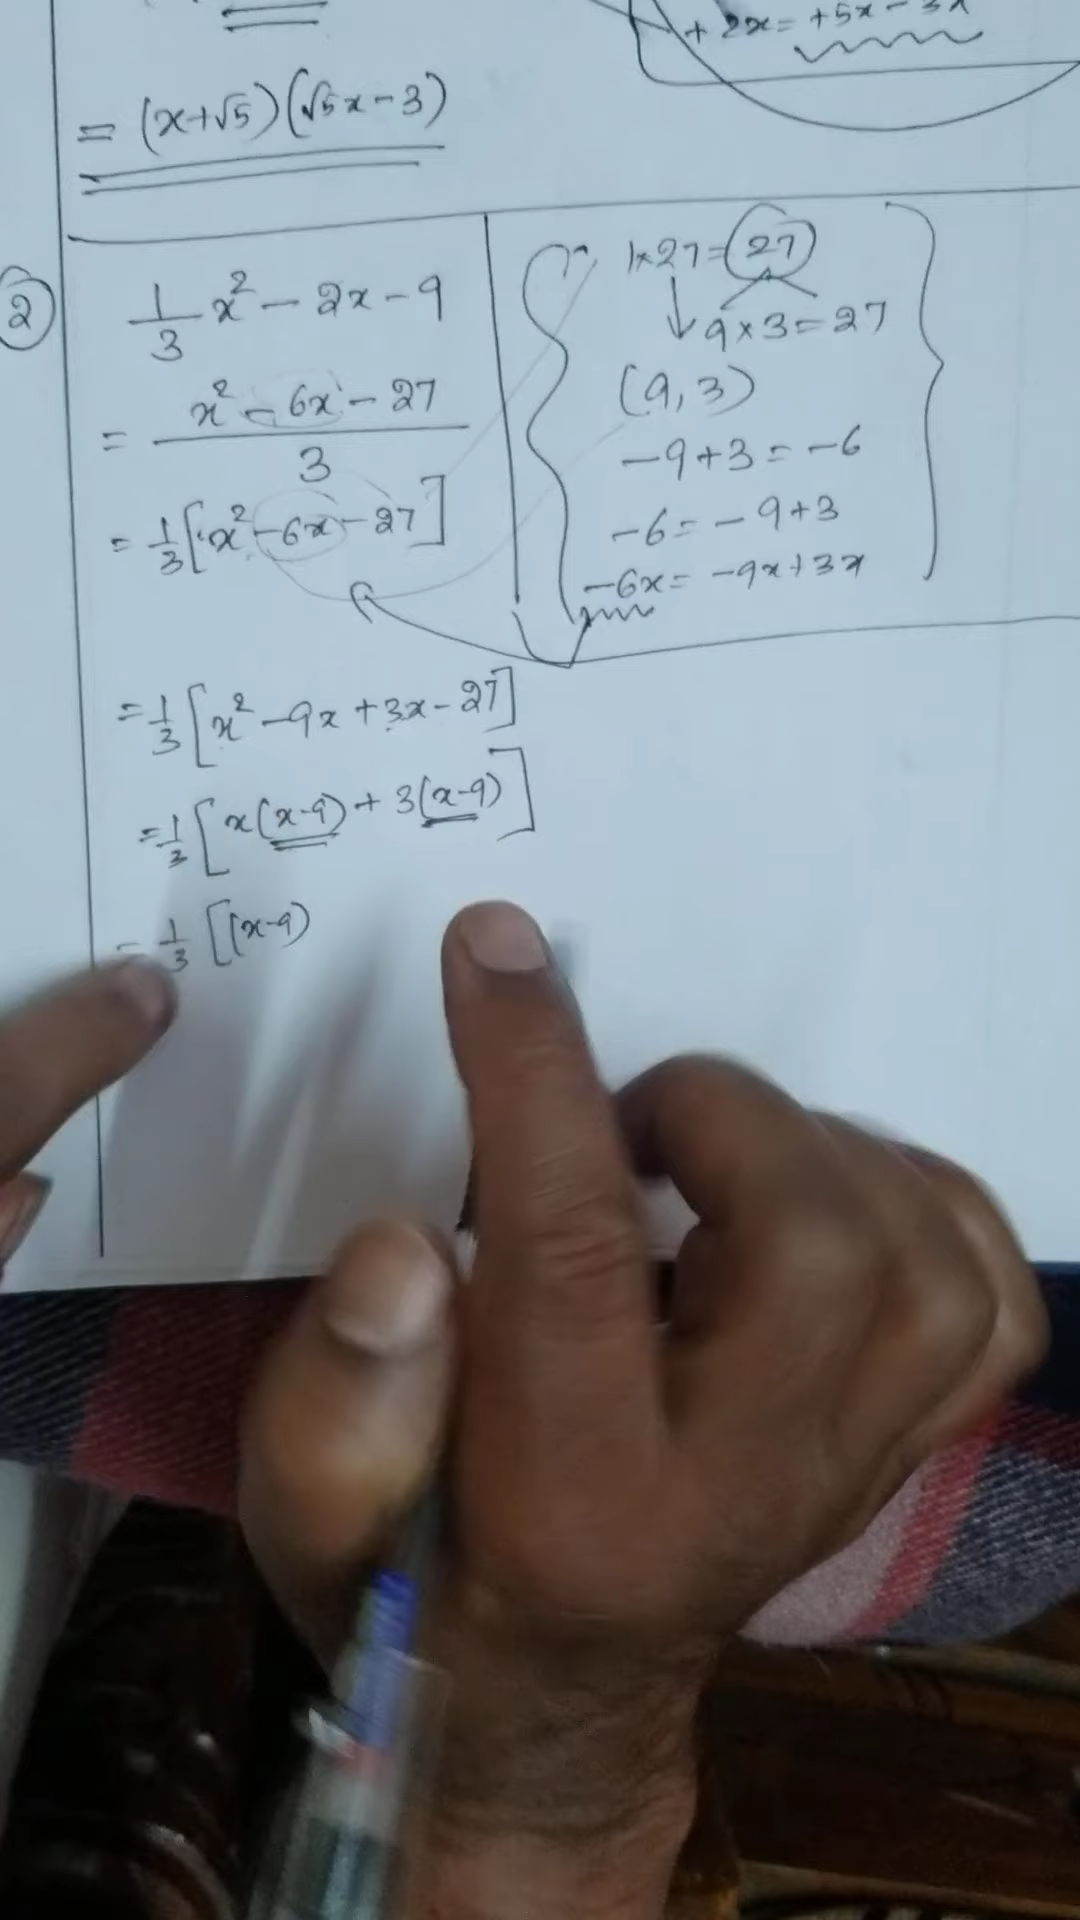 + 2x = +5x - 3x
= (x+√5)(√5x-3)
②
1/3 x² - 2x - 9
= (x² - 6x - 27)/3
= 1/3 [x² - 6x - 27]
1×27 = 27
↓ 9×3 = 27
(9,3)
-9+3 = -6
-6 = -9+3
-6x = -9x+3x
= 1/3 [x² - 9x + 3x - 27]
= 1/3 [x(x-9) + 3(x-9)]
= 1/3 [(x-9)